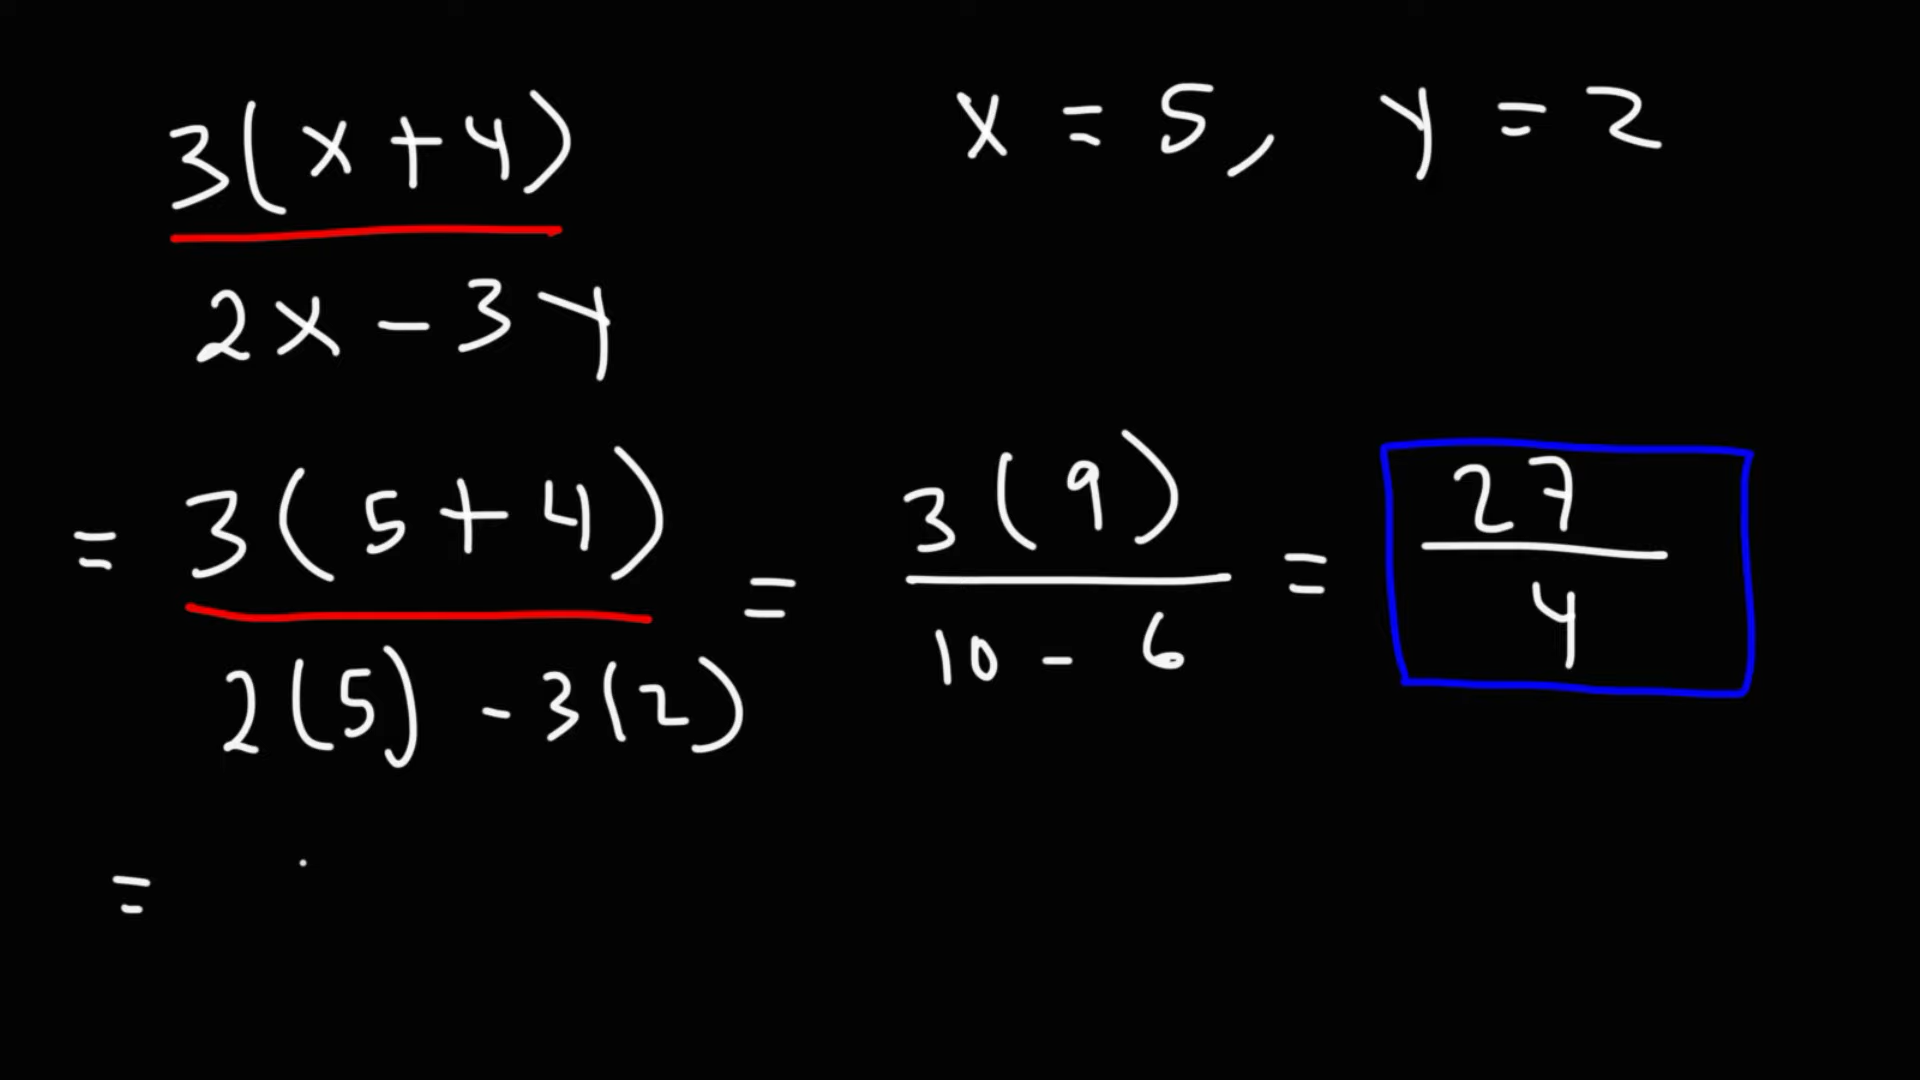 3(x+4) x = 5, y = 2
2x - 3y
= 3(5+4) = 3(9) = 27
2(5) - 3(2) 10 - 6 4
=